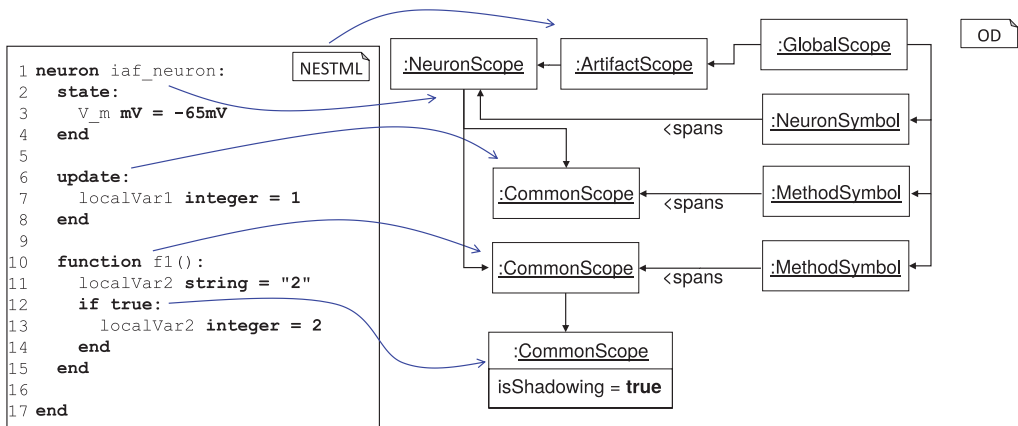 NESTML
1 neuron iaf_neuron:
2 state:
3 V_m mV = -65mV
4 end
5
6 update:
7 localVar1 integer = 1
8 end
9
10 function f1():
11 localVar2 string = "2"
12 if true:
13 localVar2 integer = 2
14 end
15 end
16
17 end
OD
:NeuronScope
:ArtifactScope
:GlobalScope
<spans
:NeuronSymbol
:CommonScope
<spans
:MethodSymbol
:CommonScope
<spans
:MethodSymbol
:CommonScope
isShadowing = true